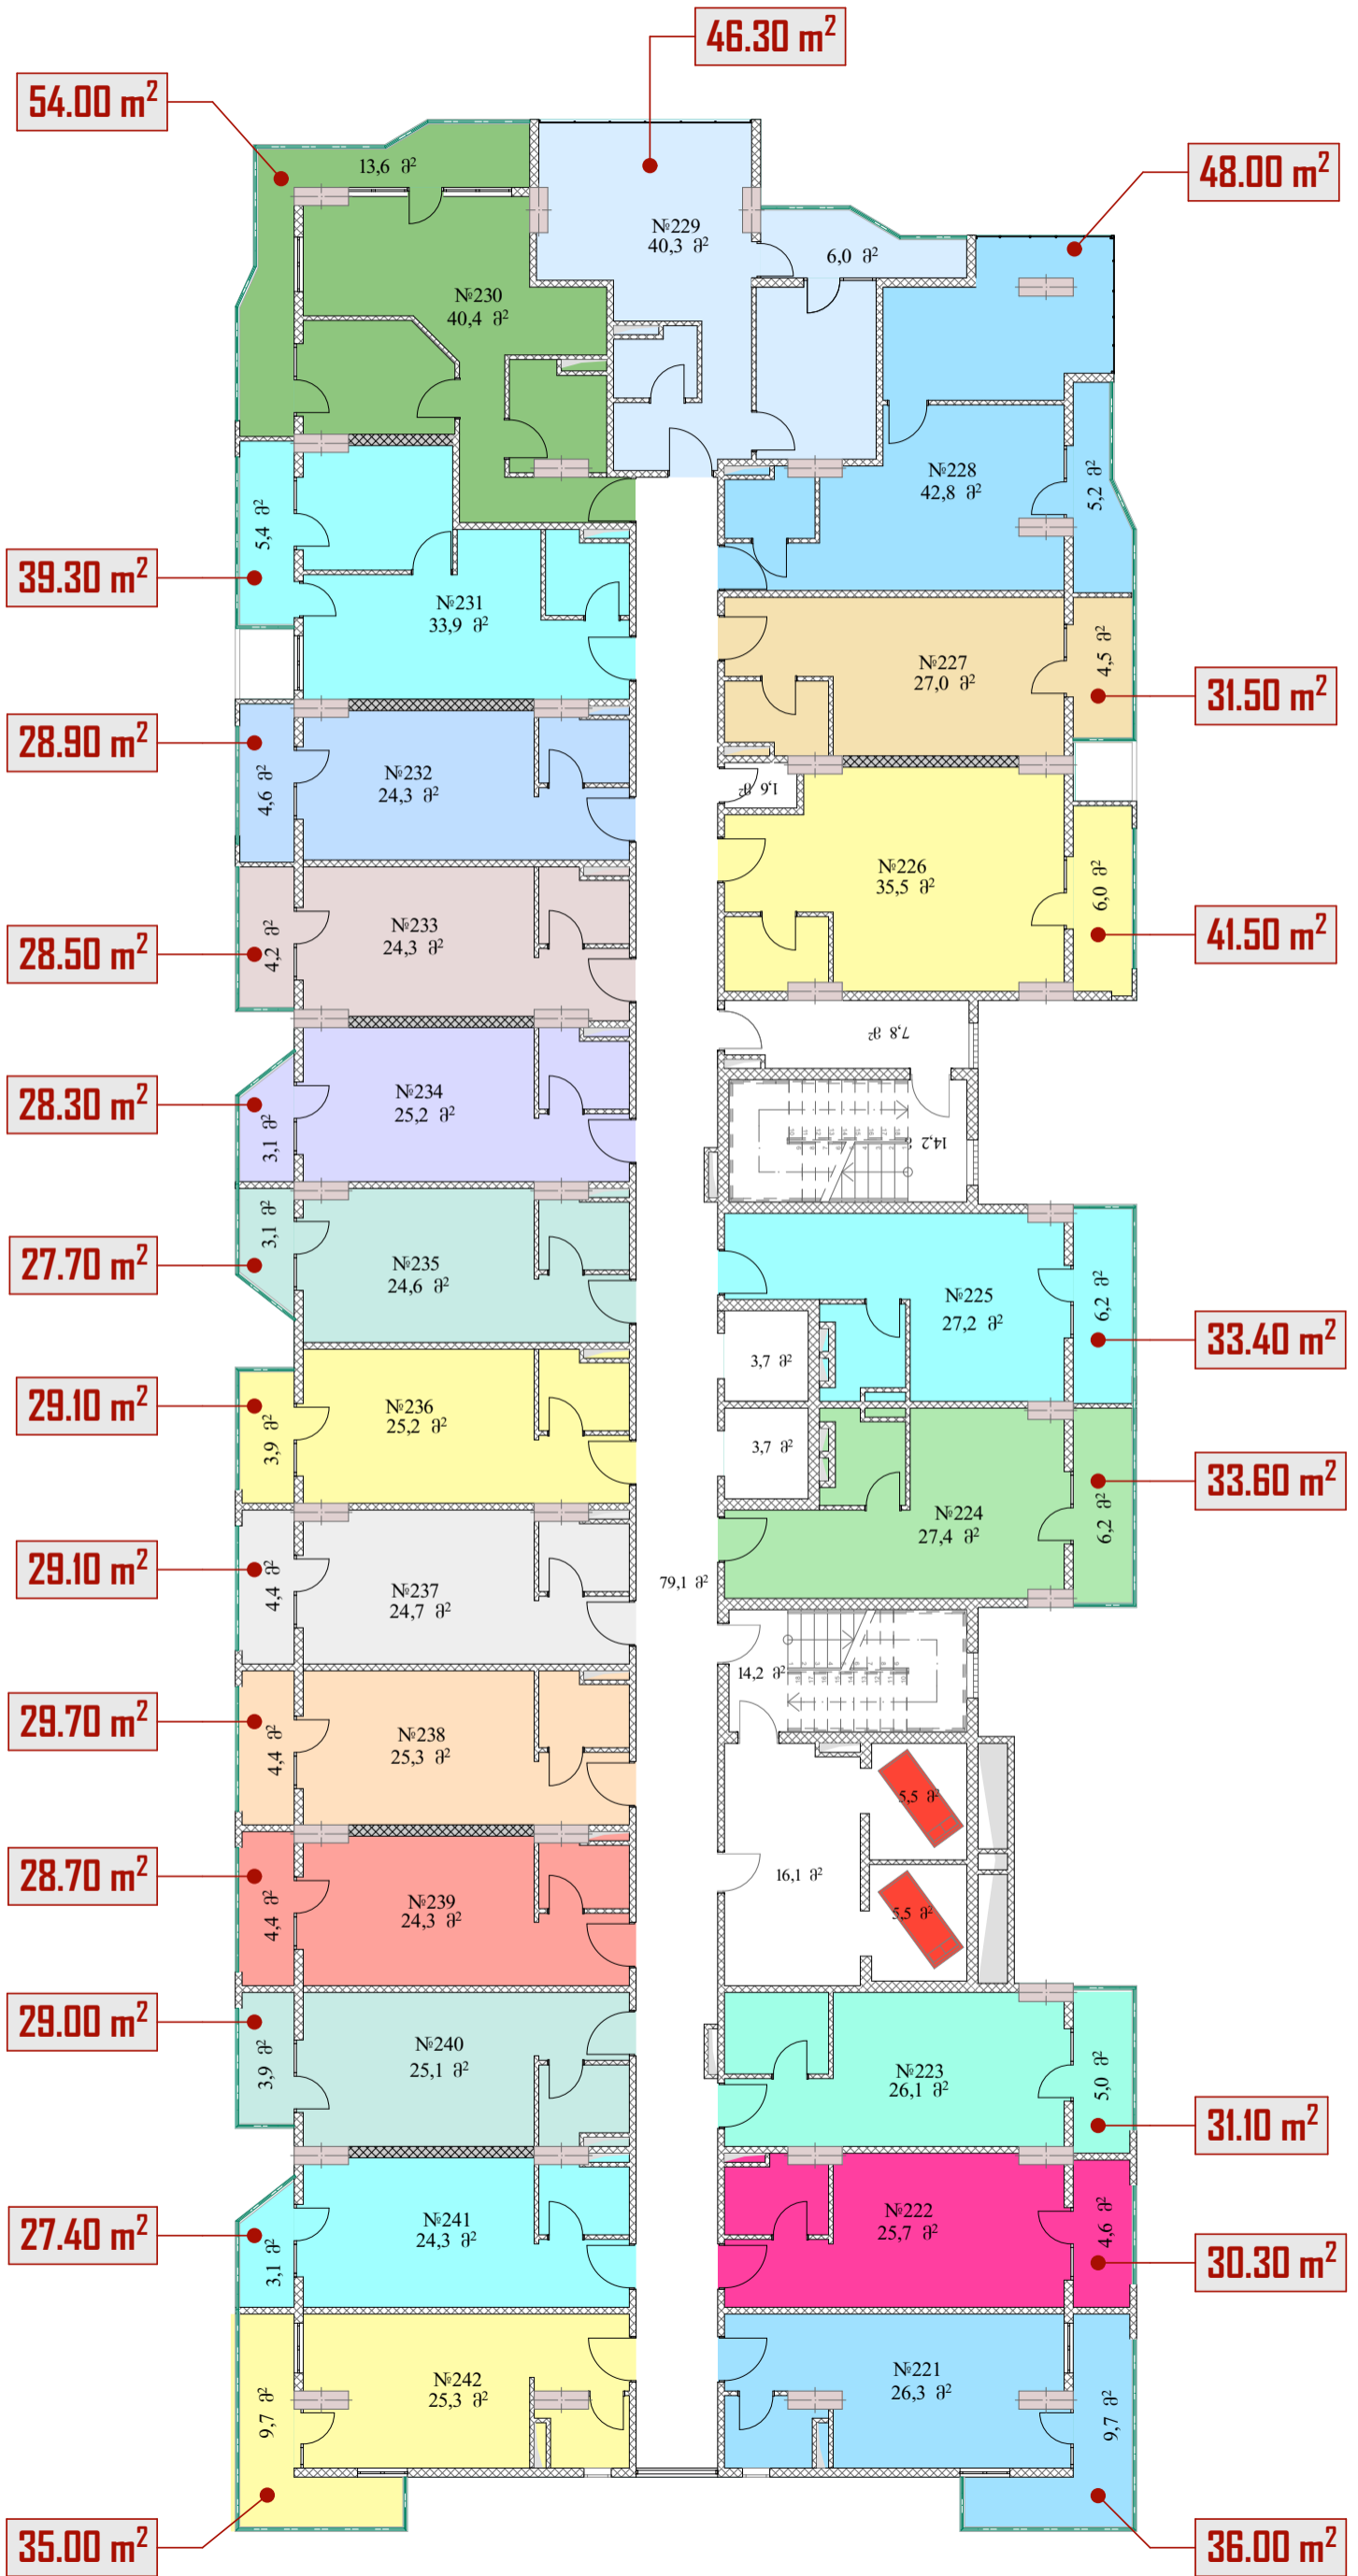 46.30 m²
54.00 m²
13,6 მ²
48.00 m²
№229
40,3 მ²
6,0 მ²
№230
40,4 მ²
№228
42,8 მ²
5,2 მ²
5,4 მ²
39.30 m²
№231
33,9 მ²
№227
27,0 მ²
4,5 მ²
31.50 m²
28.90 m²
4,6 მ²
№232
24,3 მ²
1,6 მ²
№226
35,5 მ²
6,0 მ²
41.50 m²
28.50 m²
4,2 მ²
№233
24,3 მ²
7,8 მ²
28.30 m²
3,1 მ²
№234
25,2 მ²
14,2
27.70 m²
3,1 მ²
№235
24,6 მ²
№225
27,2 მ²
6,2 მ²
33.40 m²
3,7 მ²
29.10 m²
3,9 მ²
№236
25,2 მ²
3,7 მ²
№224
27,4 მ²
6,2 მ²
33.60 m²
29.10 m²
4,4 მ²
№237
24,7 მ²
79,1 მ²
14,2 მ²
29.70 m²
4,4 მ²
№238
25,3 მ²
5,5 მ²
28.70 m²
4,4 მ²
№239
24,3 მ²
16,1 მ²
5,5 მ²
29.00 m²
3,9 მ²
№240
25,1 მ²
№223
26,1 მ²
5,0 მ²
31.10 m²
27.40 m²
3,1 მ²
№241
24,3 მ²
№222
25,7 მ²
4,6 მ²
30.30 m²
№242
25,3 მ²
9,7 მ²
№221
26,3 მ²
9,7 მ²
35.00 m²
36.00 m²